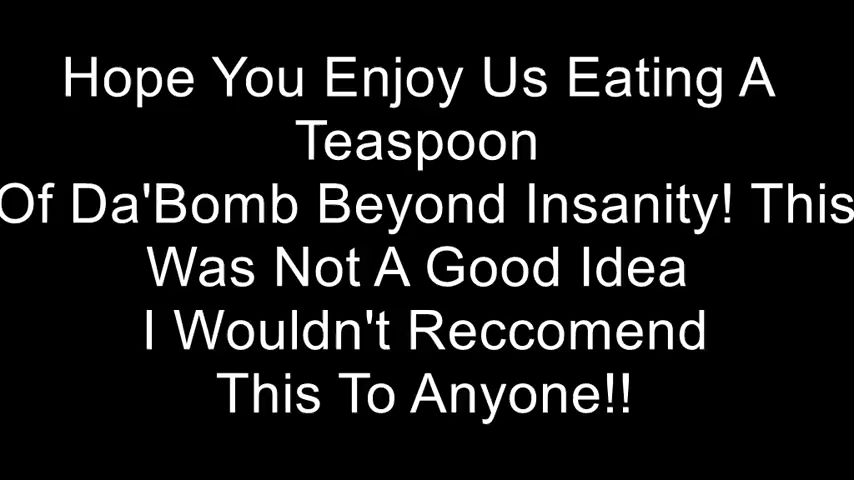 Hope You Enjoy Us Eating A
Teaspoon
Of Da'Bomb Beyond Insanity! This
Was Not A Good Idea
I Wouldn't Reccomend
This To Anyone!!